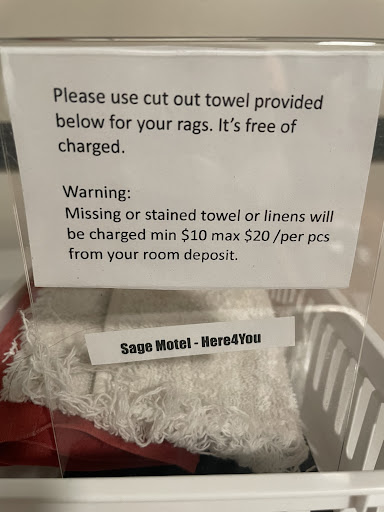 Please use cut out towel provided
below for your rags. It's free of
charged.
Warning:
Missing or stained towel or linens will
be charged min $10 max $20 /per pcs
from your room deposit.
Sage Motel - Here4You